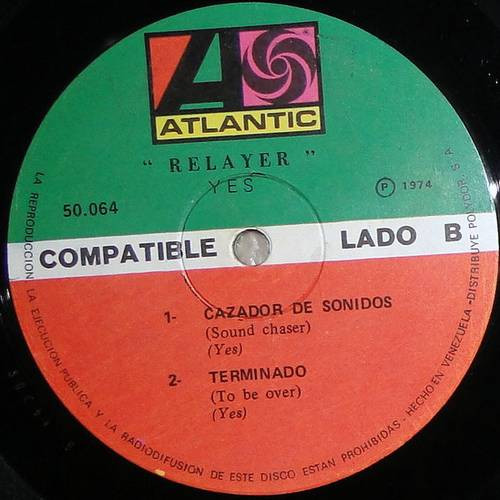 ATLANTIC
" RELAYER "
YES
50.064
Ⓟ 1974
COMPATIBLE
LADO B
1- CAZADOR DE SONIDOS
(Sound chaser)
(Yes)
2- TERMINADO
(To be over)
(Yes)
LA REPRODUCCION, LA EJECUCION PUBLICA Y LA RADIODIFUSION DE ESTE DISCO ESTAN PROHIBIDAS - HECHO EN VENEZUELA - DISTRIBUYE POLYDOR, S A